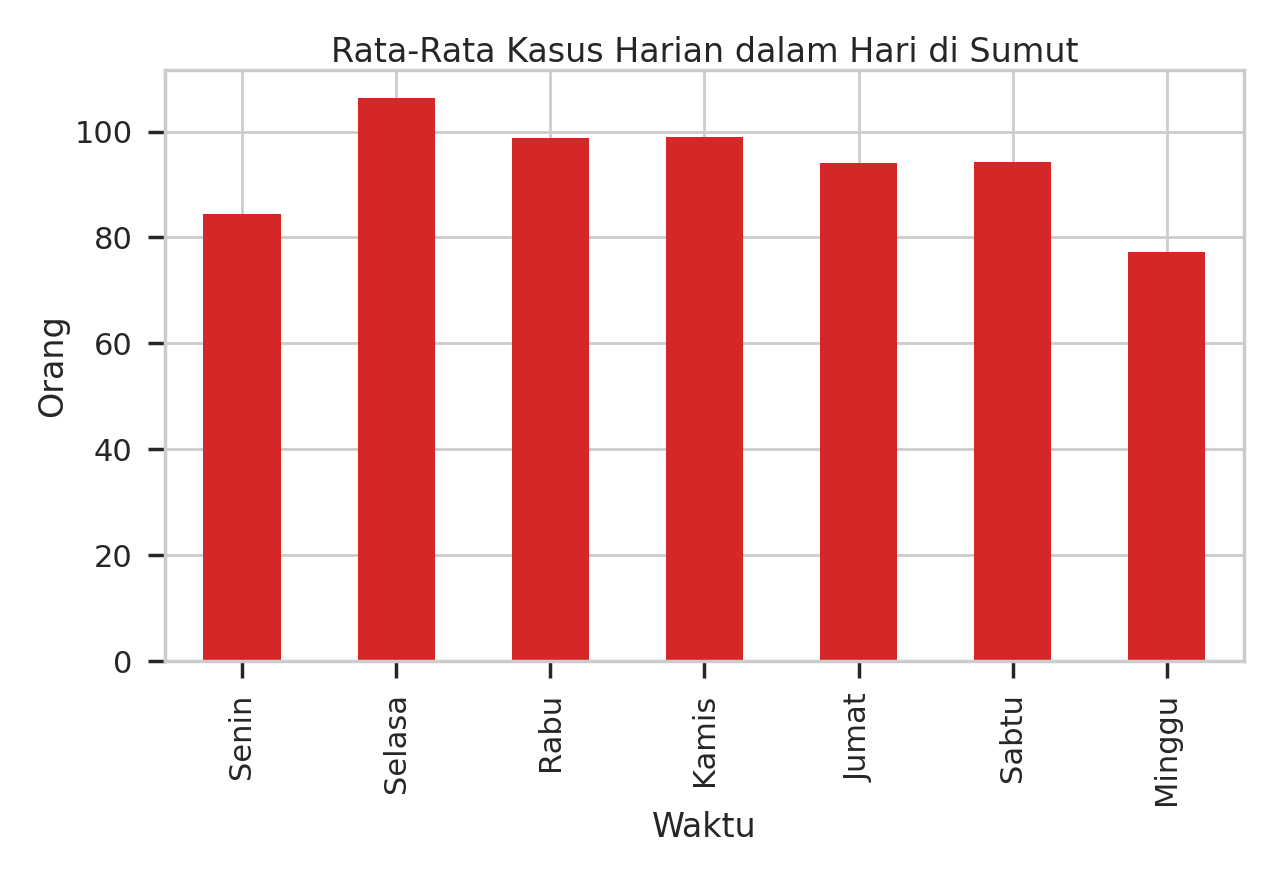 Rata-Rata Kasus Harian dalam Hari di Sumut
100
80
60
40
20
0
Orang
Senin
Selasa
Rabu
Kamis
Jumat
Sabtu
Minggu
Waktu